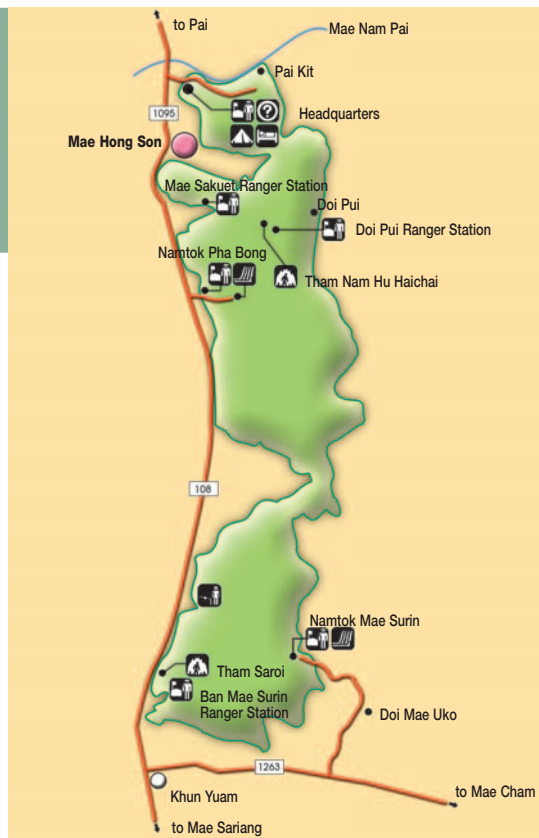 to Pai
Mae Nam Pai
Pai Kit
1095
?
Headquarters
Mae Hong Son
Mae Sakuet Ranger Station
Doi Pui
Doi Pui Ranger Station
Namtok Pha Bong
Tham Nam Hu Haichai
108
Namtok Mae Surin
Tham Saroi
Ban Mae Surin
Ranger Station
Doi Mae Uko
1263
to Mae Cham
Khun Yuam
to Mae Sariang